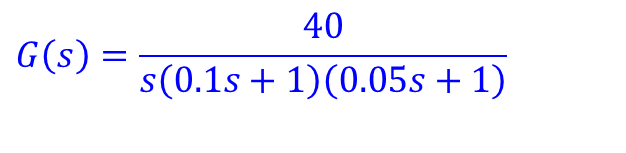 G(s) = 40 / s(0.1s + 1)(0.05s + 1)